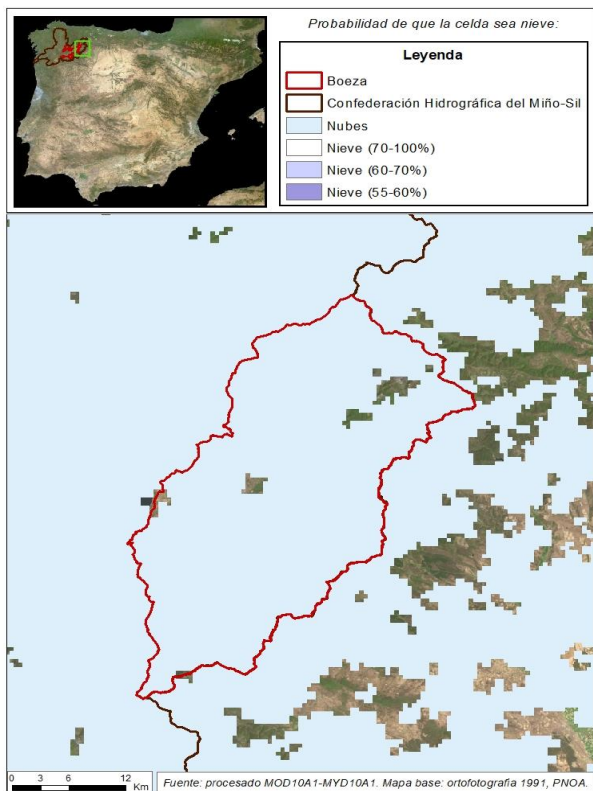 Probabilidad de que la celda sea nieve:
Leyenda
Boeza
Confederación Hidrográfica del Miño-Sil
Nubes
Nieve (70-100%)
Nieve (60-70%)
Nieve (55-60%)
0 3 6 12
Km
Fuente: procesado MOD10A1-MYD10A1. Mapa base: ortofotografía 1991, PNOA.